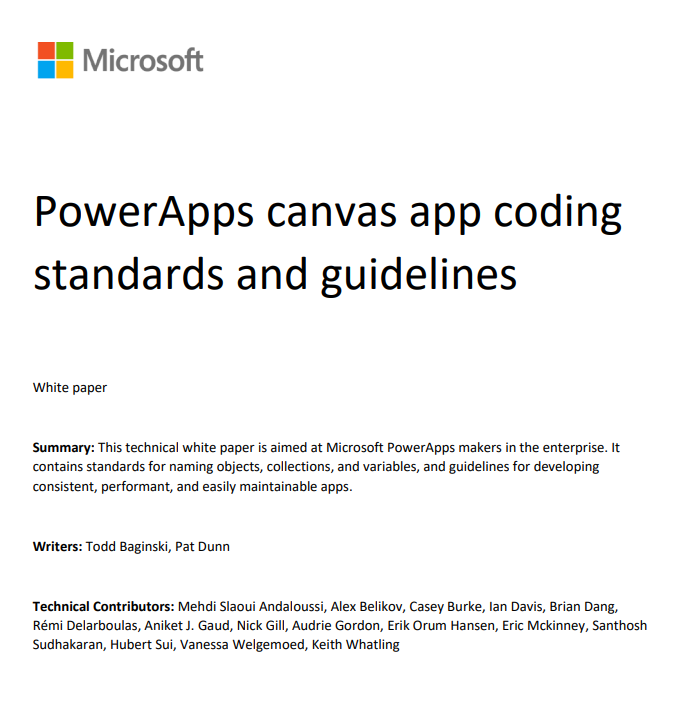 Microsoft
PowerApps canvas app coding
standards and guidelines
White paper
Summary: This technical white paper is aimed at Microsoft PowerApps makers in the enterprise. It
contains standards for naming objects, collections, and variables, and guidelines for developing
consistent, performant, and easily maintainable apps.
Writers: Todd Baginski, Pat Dunn
Technical Contributors: Mehdi Slaoui Andaloussi, Alex Belikov, Casey Burke, Ian Davis, Brian Dang,
Rémi Delarboulas, Aniket J. Gaud, Nick Gill, Audrie Gordon, Erik Orum Hansen, Eric Mckinney, Santhosh
Sudhakaran, Hubert Sui, Vanessa Welgemoed, Keith Whatling